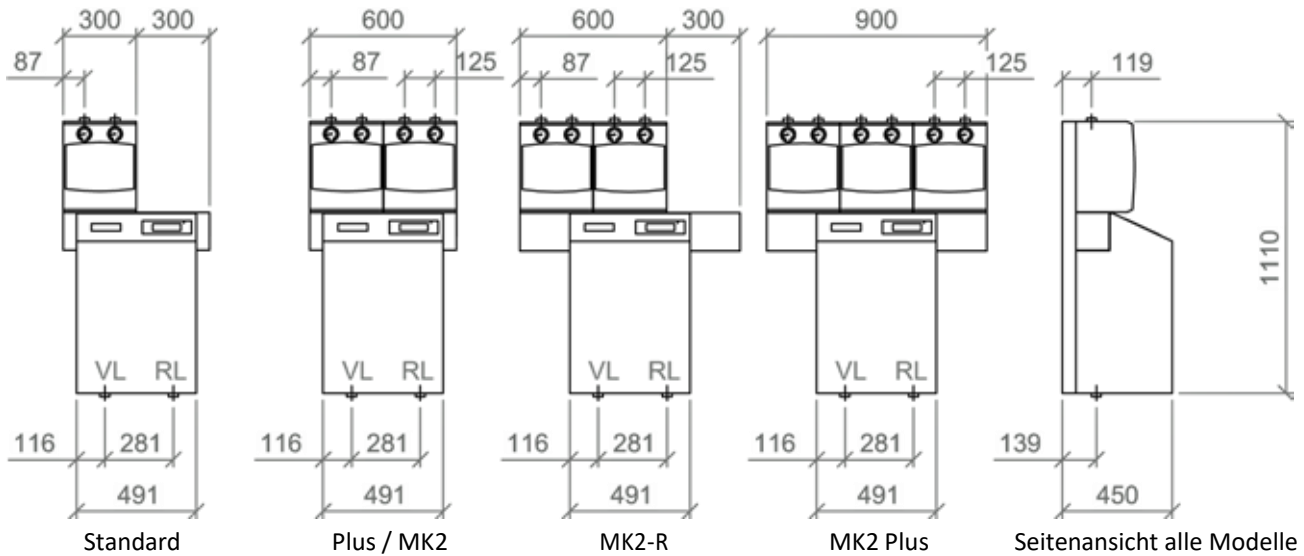 300 300 600 600 300 900
87 87 125 87 125 125 119
1110
VL RL VL RL VL RL VL RL
116 281 116 281 116 281 116 281 139
491 491 491 491 450
Standard Plus / MK2 MK2-R MK2 Plus Seitenansicht alle Modelle